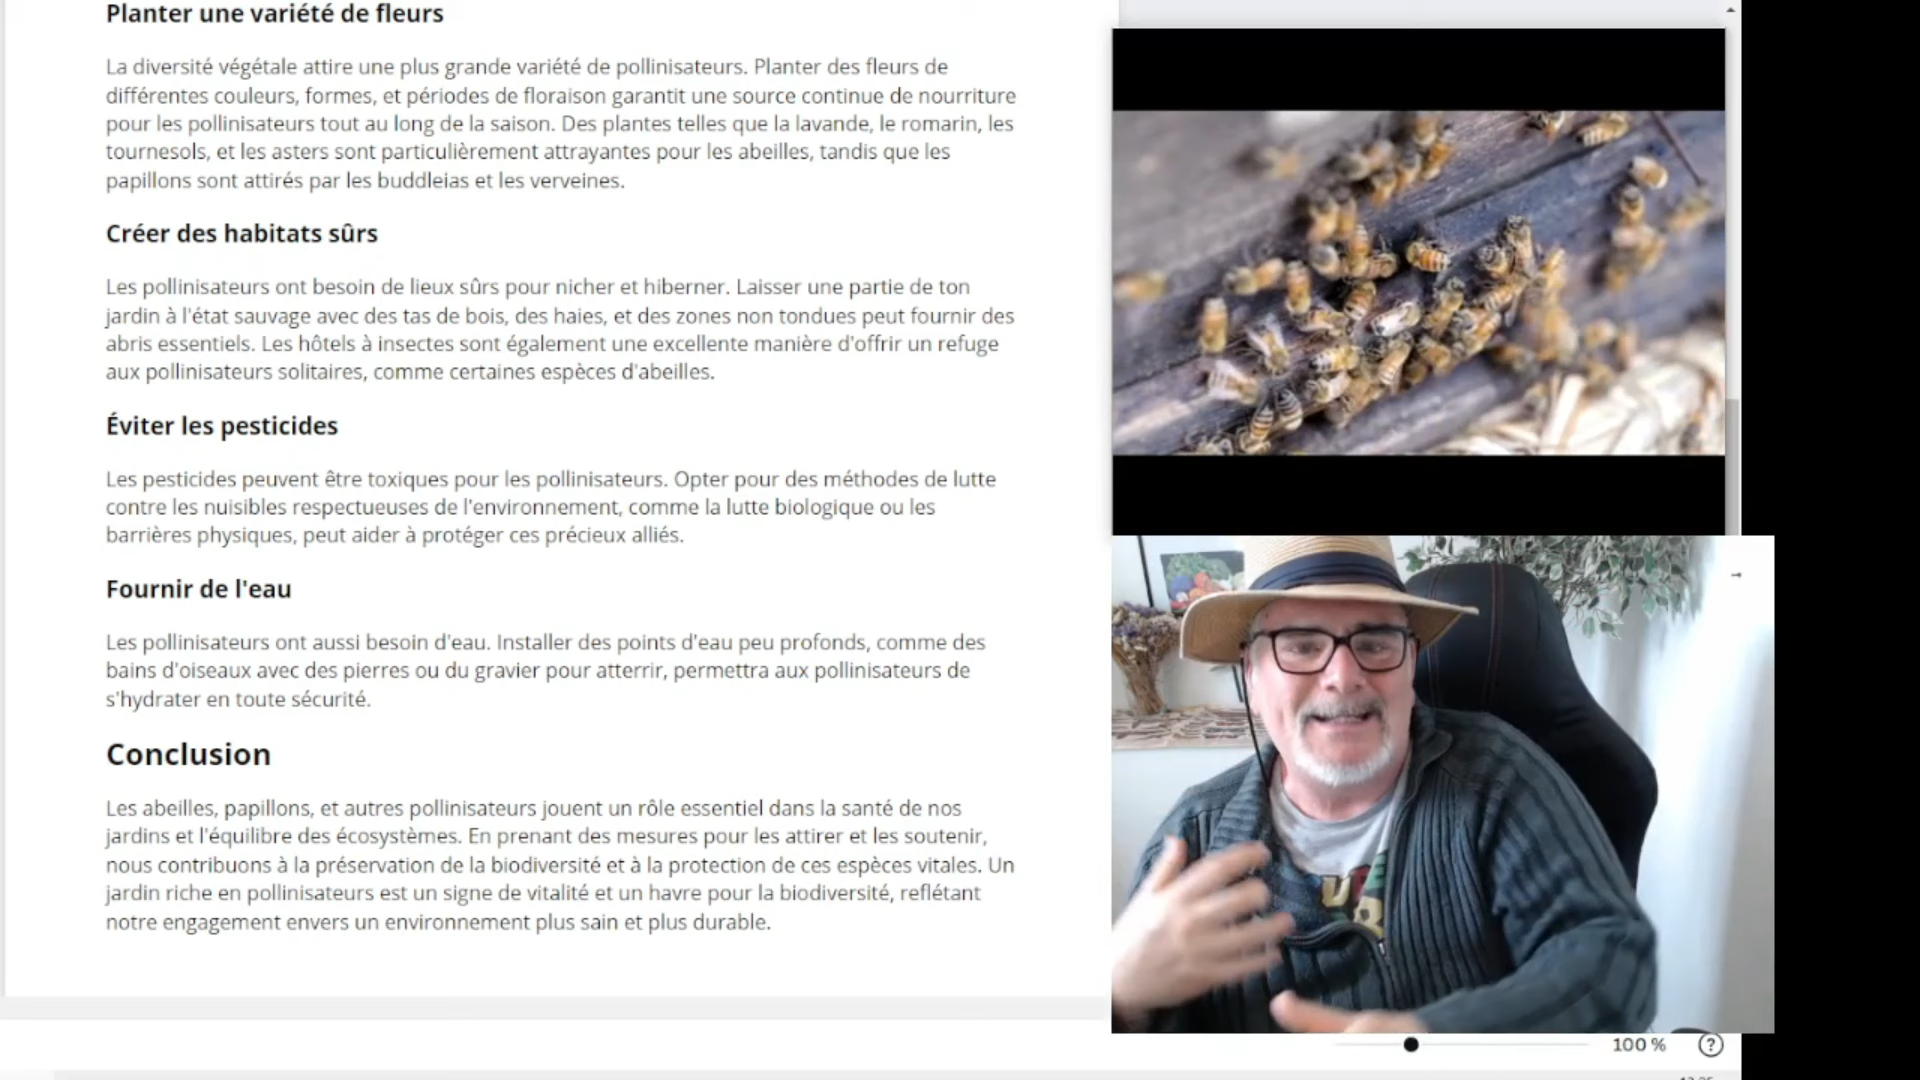 Planter une variété de fleurs
La diversité végétale attire une plus grande variété de pollinisateurs. Planter des fleurs de
différentes couleurs, formes, et périodes de floraison garantit une source continue de nourriture
pour les pollinisateurs tout au long de la saison. Des plantes telles que la lavande, le romarin, les
tournesols, et les asters sont particulièrement attrayantes pour les abeilles, tandis que les
papillons sont attirés par les buddleias et les verveines.
Créer des habitats sûrs
Les pollinisateurs ont besoin de lieux sûrs pour nicher et hiberner. Laisser une partie de ton
jardin à l'état sauvage avec des tas de bois, des haies, et des zones non tondues peut fournir des
abris essentiels. Les hôtels à insectes sont également une excellente manière d'offrir un refuge
aux pollinisateurs solitaires, comme certaines espèces d'abeilles.
Éviter les pesticides
Les pesticides peuvent être toxiques pour les pollinisateurs. Opter pour des méthodes de lutte
contre les nuisibles respectueuses de l'environnement, comme la lutte biologique ou les
barrières physiques, peut aider à protéger ces précieux alliés.
Fournir de l'eau
Les pollinisateurs ont aussi besoin d'eau. Installer des points d'eau peu profonds, comme des
bains d'oiseaux avec des pierres ou du gravier pour atterrir, permettra aux pollinisateurs de
s'hydrater en toute sécurité.
Conclusion
Les abeilles, papillons, et autres pollinisateurs jouent un rôle essentiel dans la santé de nos
jardins et l'équilibre des écosystèmes. En prenant des mesures pour les attirer et les soutenir,
nous contribuons à la préservation de la biodiversité et à la protection de ces espèces vitales. Un
jardin riche en pollinisateurs est un signe de vitalité et un havre pour la biodiversité, reflétant
notre engagement envers un environnement plus sain et plus durable.
100 %
?